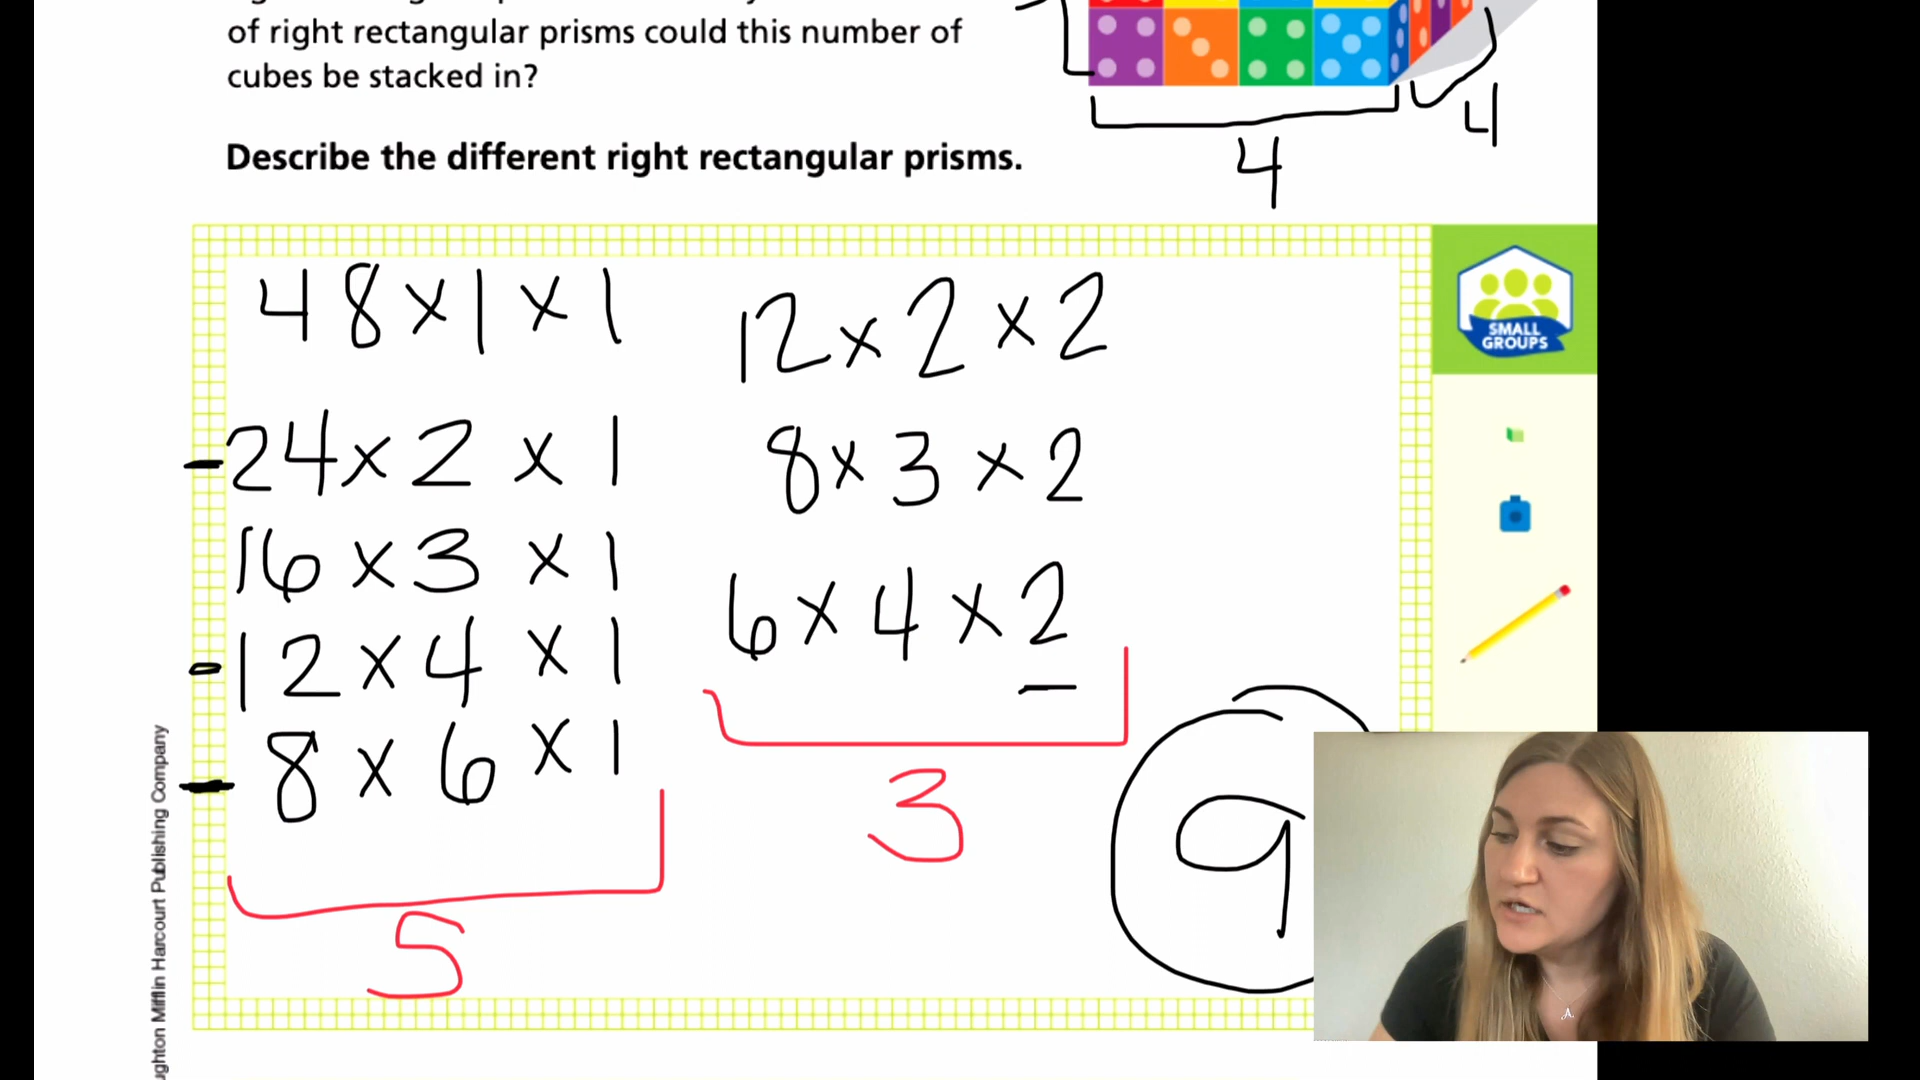 of right rectangular prisms could this number of
cubes be stacked in?
4
4
Describe the different right rectangular prisms.
48 x 1 x 1
-24 x 2 x 1
16 x 3 x 1
-12 x 4 x 1
-8 x 6 x 1
5
12 x 2 x 2
8 x 3 x 2
6 x 4 x 2
3
9
SMALL
GROUPS
Mifflin Harcourt Publishing Company